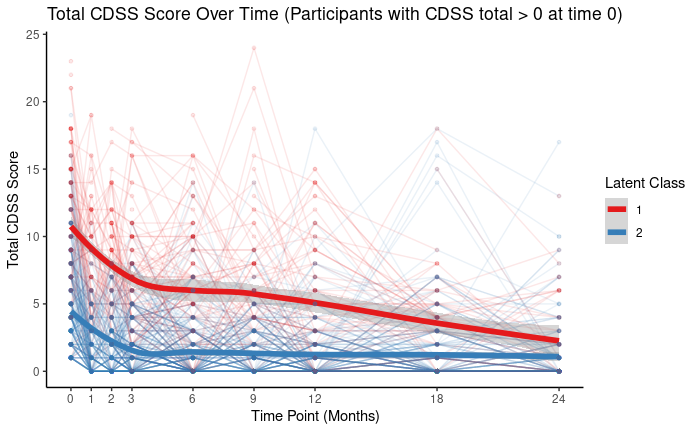 Total CDSS Score Over Time (Participants with CDSS total > 0 at time 0)
25
20
15
10
5
0
Total CDSS Score
0 1 2 3 6 9 12 18 24
Time Point (Months)
Latent Class
1
2